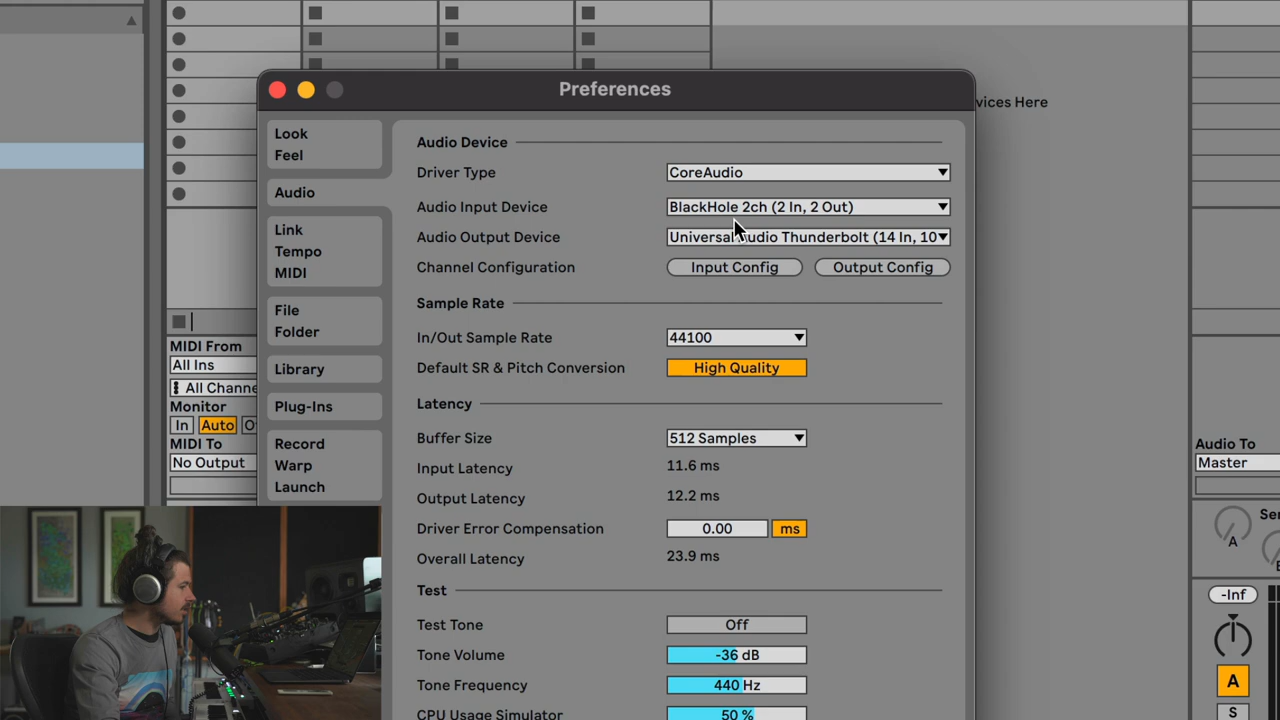 Preferences
vices Here
Look
Feel
Audio
Link
Tempo
MIDI
File
Folder
Library
Plug-Ins
Record
Warp
Launch
Audio Device
Driver Type CoreAudio
Audio Input Device BlackHole 2ch (2 In, 2 Out)
Audio Output Device Universal Audio Thunderbolt (14 In, 10
Channel Configuration Input Config Output Config
Sample Rate
In/Out Sample Rate 44100
Default SR & Pitch Conversion High Quality
Latency
Buffer Size 512 Samples
Input Latency 11.6 ms
Output Latency 12.2 ms
Driver Error Compensation 0.00 ms
Overall Latency 23.9 ms
Test
Test Tone Off
Tone Volume -36 dB
Tone Frequency 440 Hz
CPU Usage Simulator 50 %
MIDI From
All Ins
All Channe
Monitor
In Auto O
MIDI To
No Output
Audio To
Master
Sen
A
-Inf
A
S